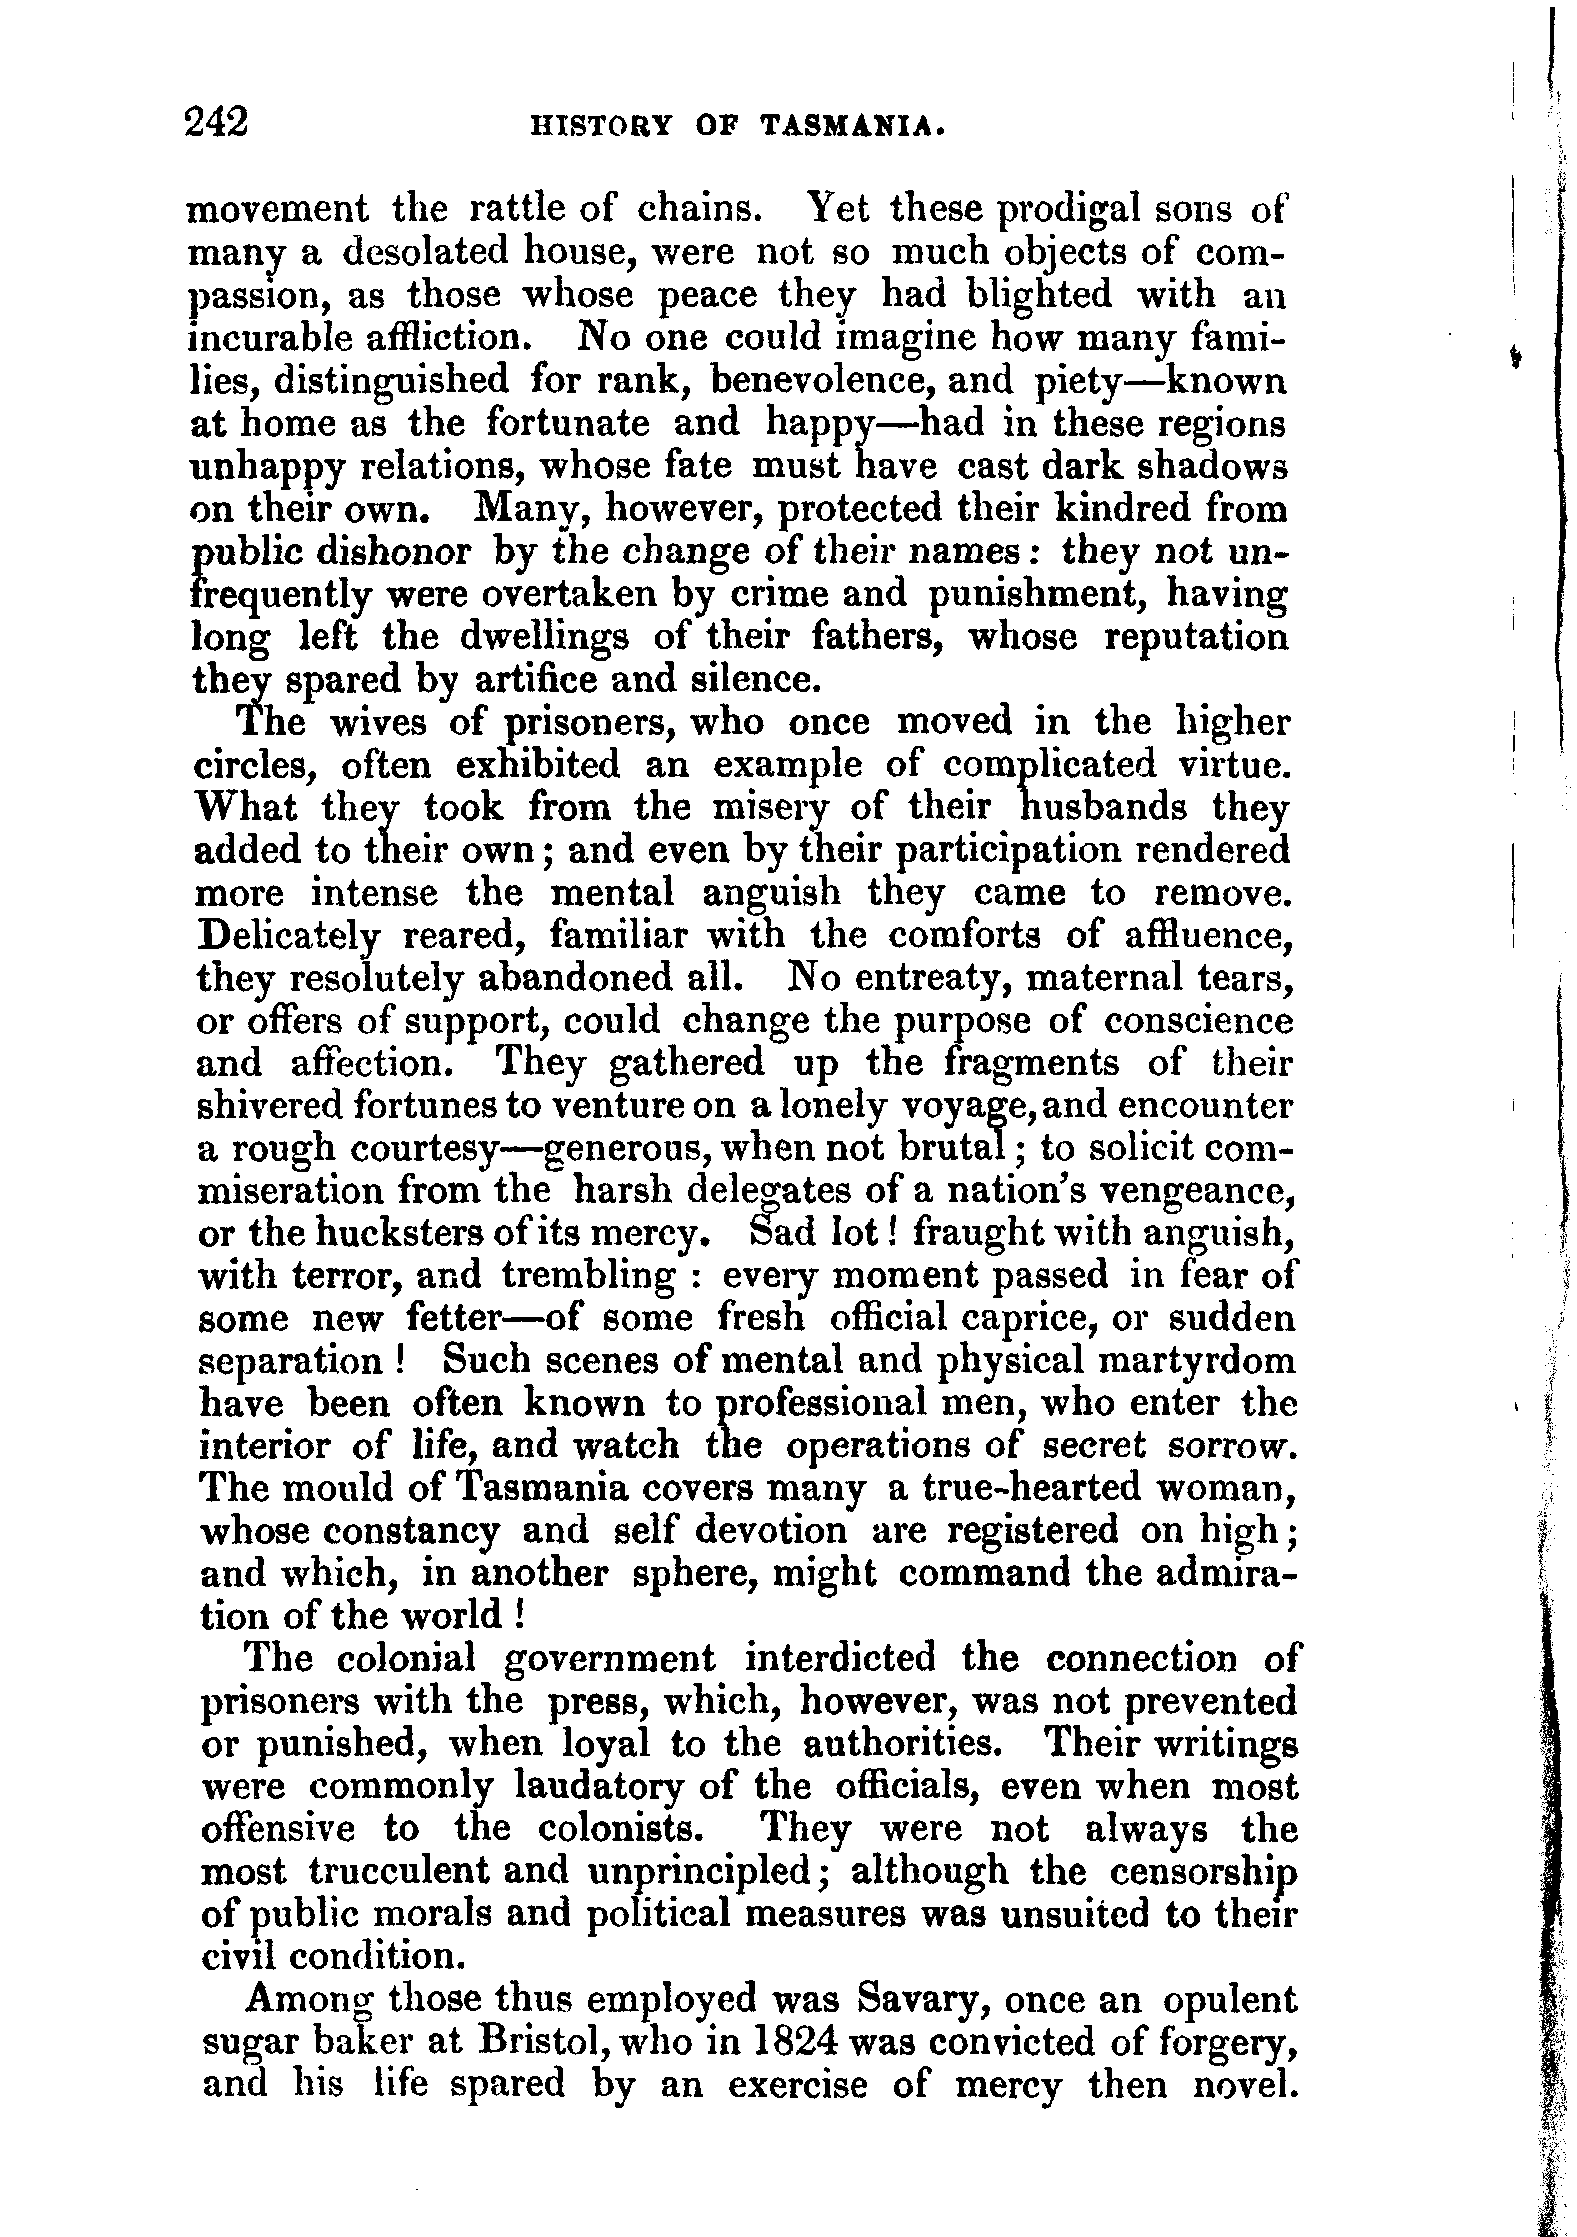 242 HISTORY OF TASMANIA.
movement the rattle of chains. Yet these prodigal sons of
many a desolated house, were not so much objects of com-
passion, as those whose peace they had blighted with an
incurable affliction. No one could imagine how many fami-
lies, distinguished for rank, benevolence, and piety—known
at home as the fortunate and happy—had in these regions
unhappy relations, whose fate must have cast dark shadows
on their own. Many, however, protected their kindred from
public dishonor by the change of their names: they not un-
frequently were overtaken by crime and punishment, having
long left the dwellings of their fathers, whose reputation
they spared by artifice and silence.
The wives of prisoners, who once moved in the higher
circles, often exhibited an example of complicated virtue.
What they took from the misery of their husbands they
added to their own; and even by their participation rendered
more intense the mental anguish they came to remove.
Delicately reared, familiar with the comforts of affluence,
they resolutely abandoned all. No entreaty, maternal tears,
or offers of support, could change the purpose of conscience
and affection. They gathered up the fragments of their
shivered fortunes to venture on a lonely voyage, and encounter
a rough courtesy—generous, when not brutal; to solicit com-
miseration from the harsh delegates of a nation's vengeance,
or the hucksters of its mercy. Sad lot! fraught with anguish,
with terror, and trembling : every moment passed in fear of
some new fetter—of some fresh official caprice, or sudden
separation ! Such scenes of mental and physical martyrdom
have been often known to professional men, who enter the
interior of life, and watch the operations of secret sorrow.
The mould of Tasmania covers many a true-hearted woman,
whose constancy and self devotion are registered on high;
and which, in another sphere, might command the admira-
tion of the world !
The colonial government interdicted the connection of
prisoners with the press, which, however, was not prevented
or punished, when loyal to the authorities. Their writings
were commonly laudatory of the officials, even when most
offensive to the colonists. They were not always the
most trucculent and unprincipled; although the censorship
of public morals and political measures was unsuited to their
civil condition.
Among those thus employed was Savary, once an opulent
sugar baker at Bristol, who in 1824 was convicted of forgery,
and his life spared by an exercise of mercy then novel.